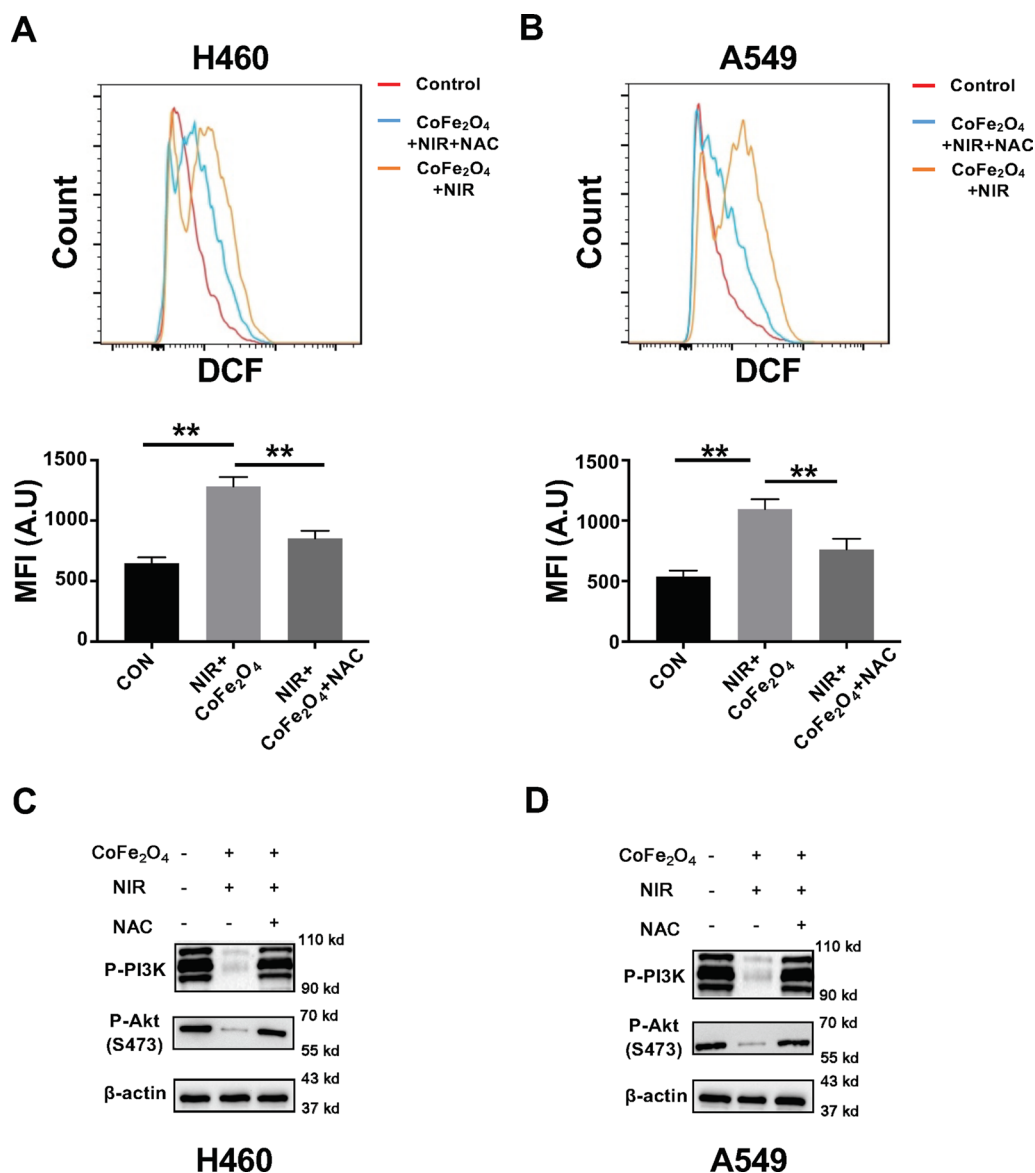 A
H460
Count
DCF
Control
CoFe₂O₄
+NIR+NAC
CoFe₂O₄
+NIR
MFI (A.U)
1500
1000
500
0
**
**
CON
NIR+
CoFe₂O₄
NIR+
CoFe₂O₄+NAC
B
A549
Count
DCF
Control
CoFe₂O₄
+NIR+NAC
CoFe₂O₄
+NIR
MFI (A.U)
1500
1000
500
0
**
**
CON
NIR+
CoFe₂O₄
NIR+
CoFe₂O₄+NAC
C
CoFe₂O₄ - + +
NIR - + +
NAC - - +
P-PI3K
110 kd
90 kd
P-Akt
(S473)
70 kd
55 kd
β-actin
43 kd
37 kd
H460
D
CoFe₂O₄ - + +
NIR - + +
NAC - - +
P-PI3K
110 kd
90 kd
P-Akt
(S473)
70 kd
55 kd
β-actin
43 kd
37 kd
A549